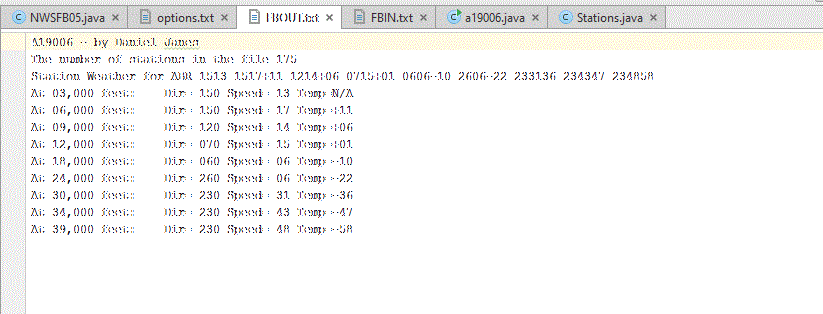 NWSFB05.java options.txt FBOUT.txt FBIN.txt a19006.java Stations.java
A19006 - by Daniel Jones
The number of stations in the file 175
Station Weather for ABR 1513 1517+11 1214+06 0715+01 0606-10 2606-22 233136 234347 234858
At 03,000 feet: Dir: 150 Speed: 13 Temp:N/A
At 06,000 feet: Dir: 150 Speed: 17 Temp:+11
At 09,000 feet: Dir: 120 Speed: 14 Temp:+06
At 12,000 feet: Dir: 070 Speed: 15 Temp:+01
At 18,000 feet: Dir: 060 Speed: 06 Temp:-10
At 24,000 feet: Dir: 260 Speed: 06 Temp:-22
At 30,000 feet: Dir: 230 Speed: 31 Temp:-36
At 34,000 feet: Dir: 230 Speed: 43 Temp:-47
At 39,000 feet: Dir: 230 Speed: 48 Temp:-58